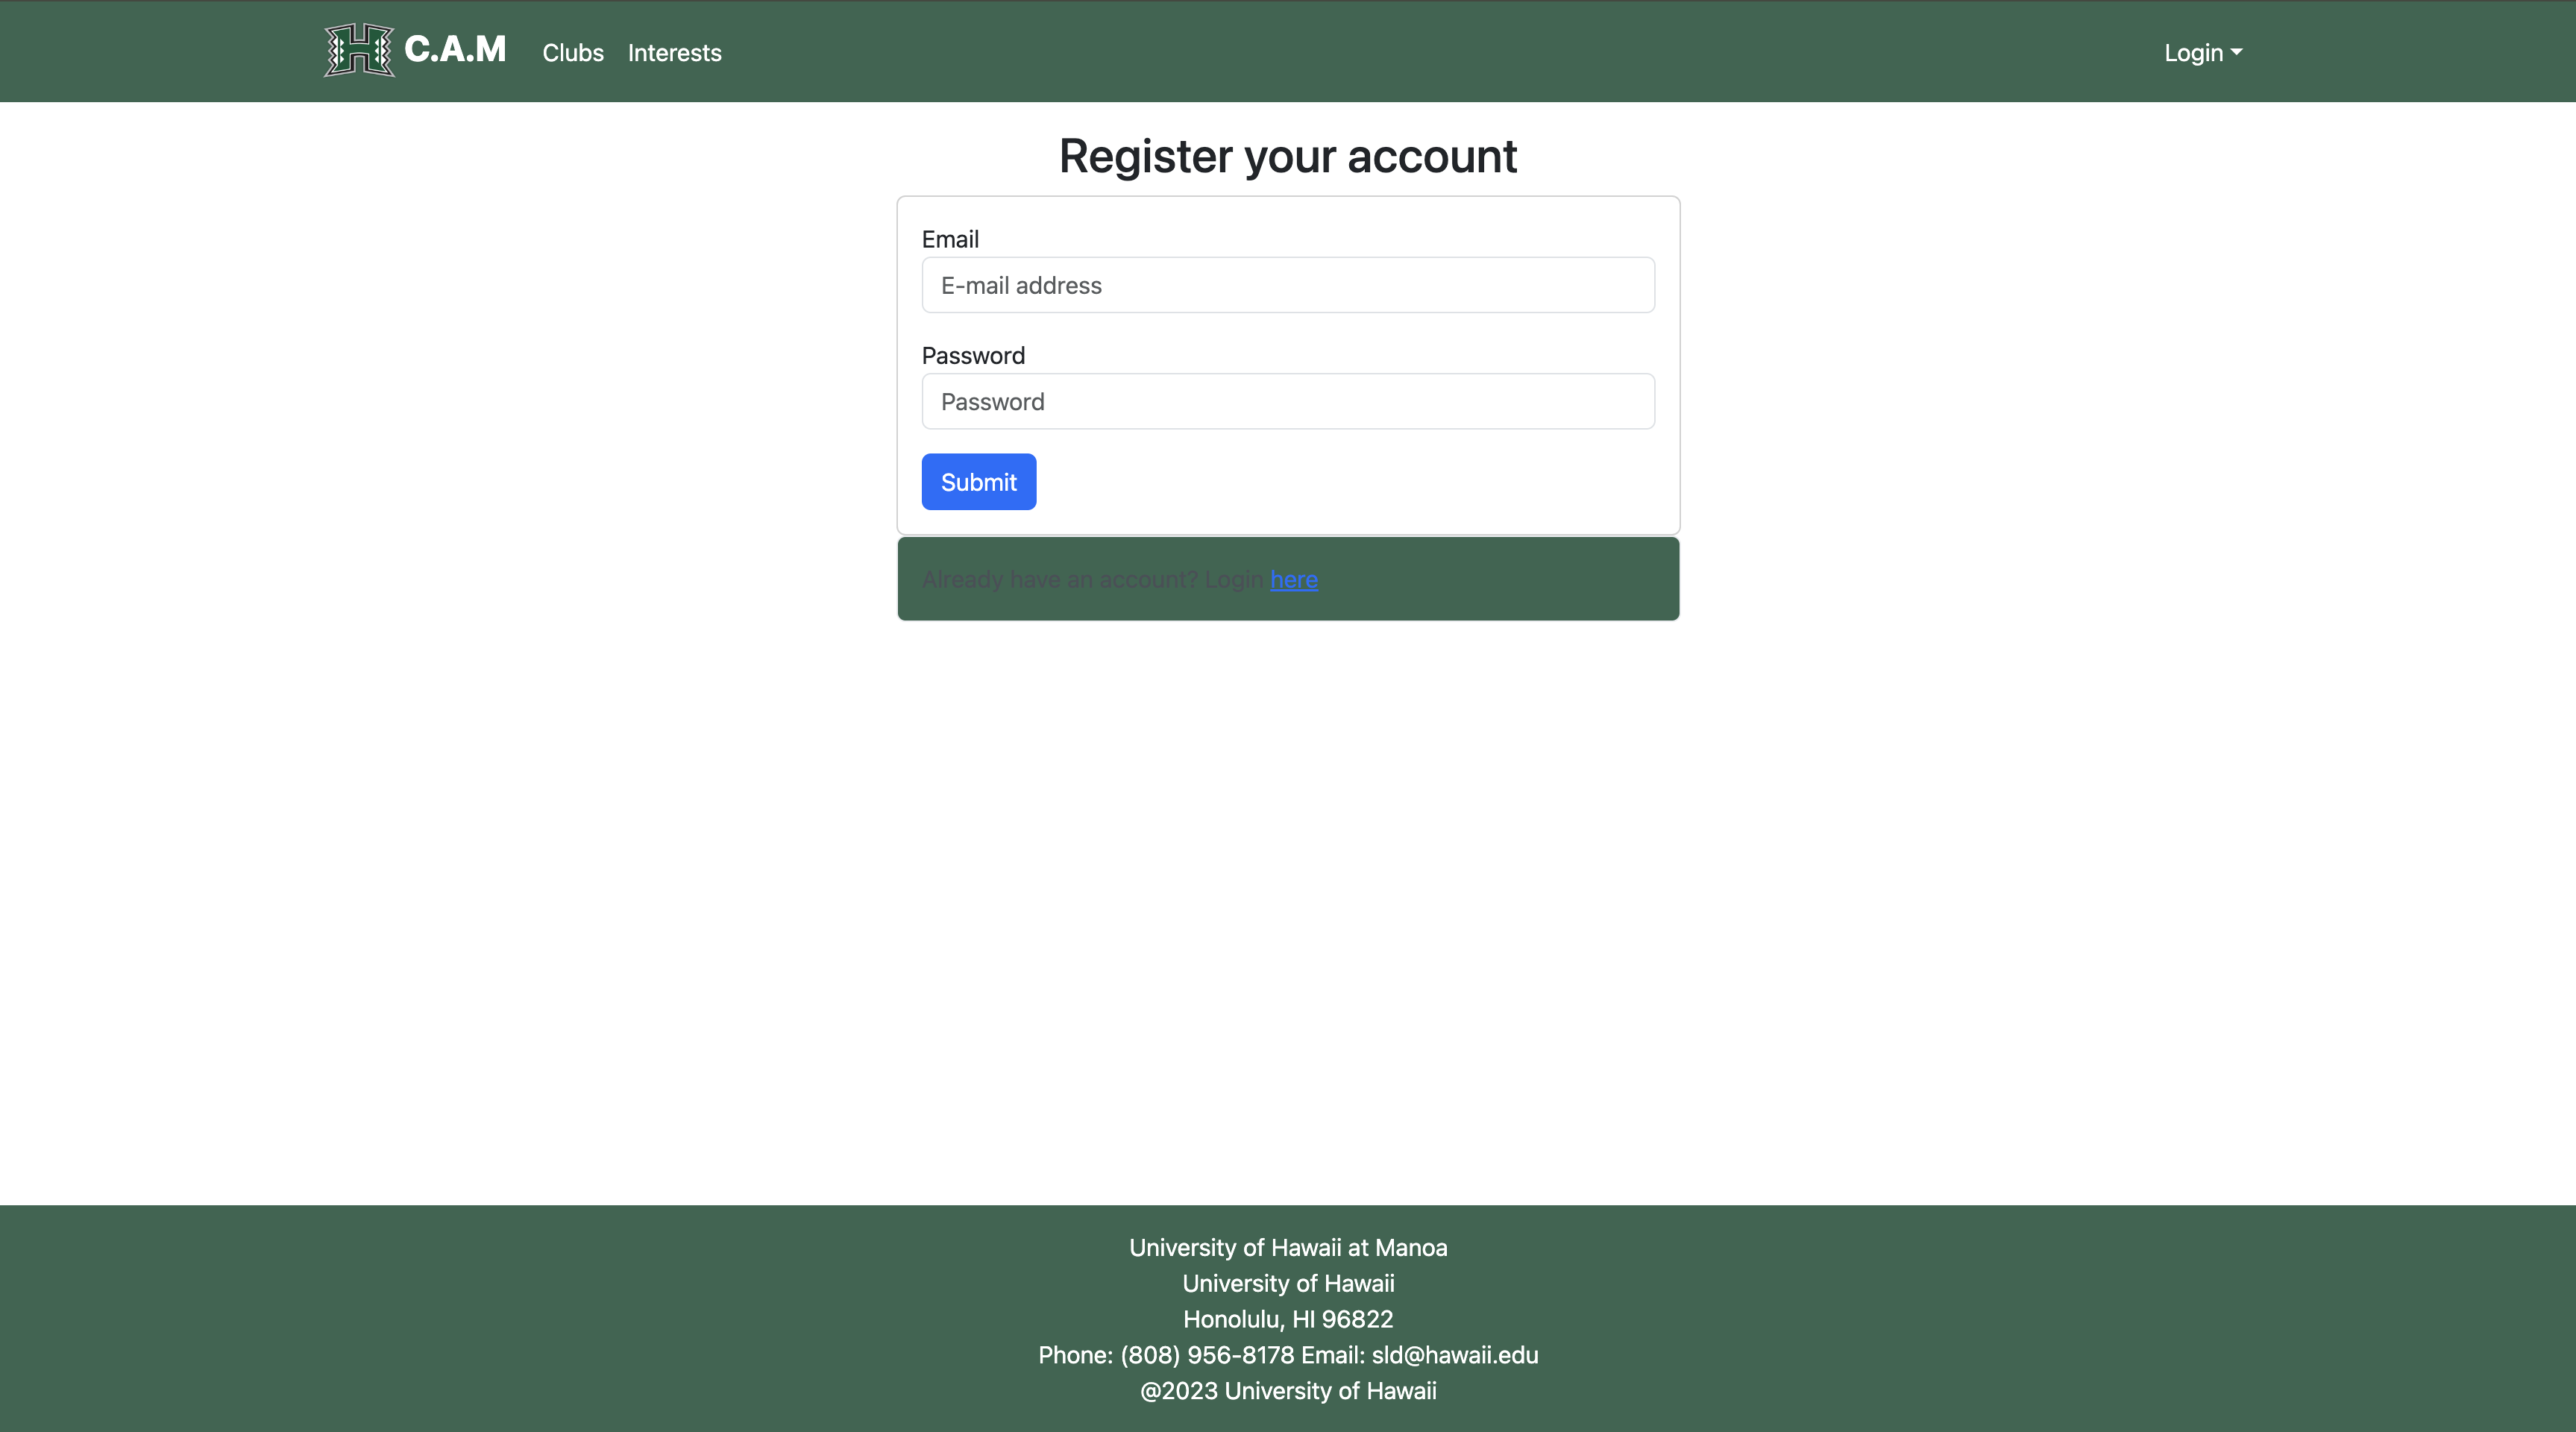 H C.A.M Clubs Interests Login
Register your account
Email
E-mail address
Password
Password
Submit
Already have an account? Login here
University of Hawaii at Manoa
University of Hawaii
Honolulu, HI 96822
Phone: (808) 956-8178 Email: sld@hawaii.edu
@2023 University of Hawaii